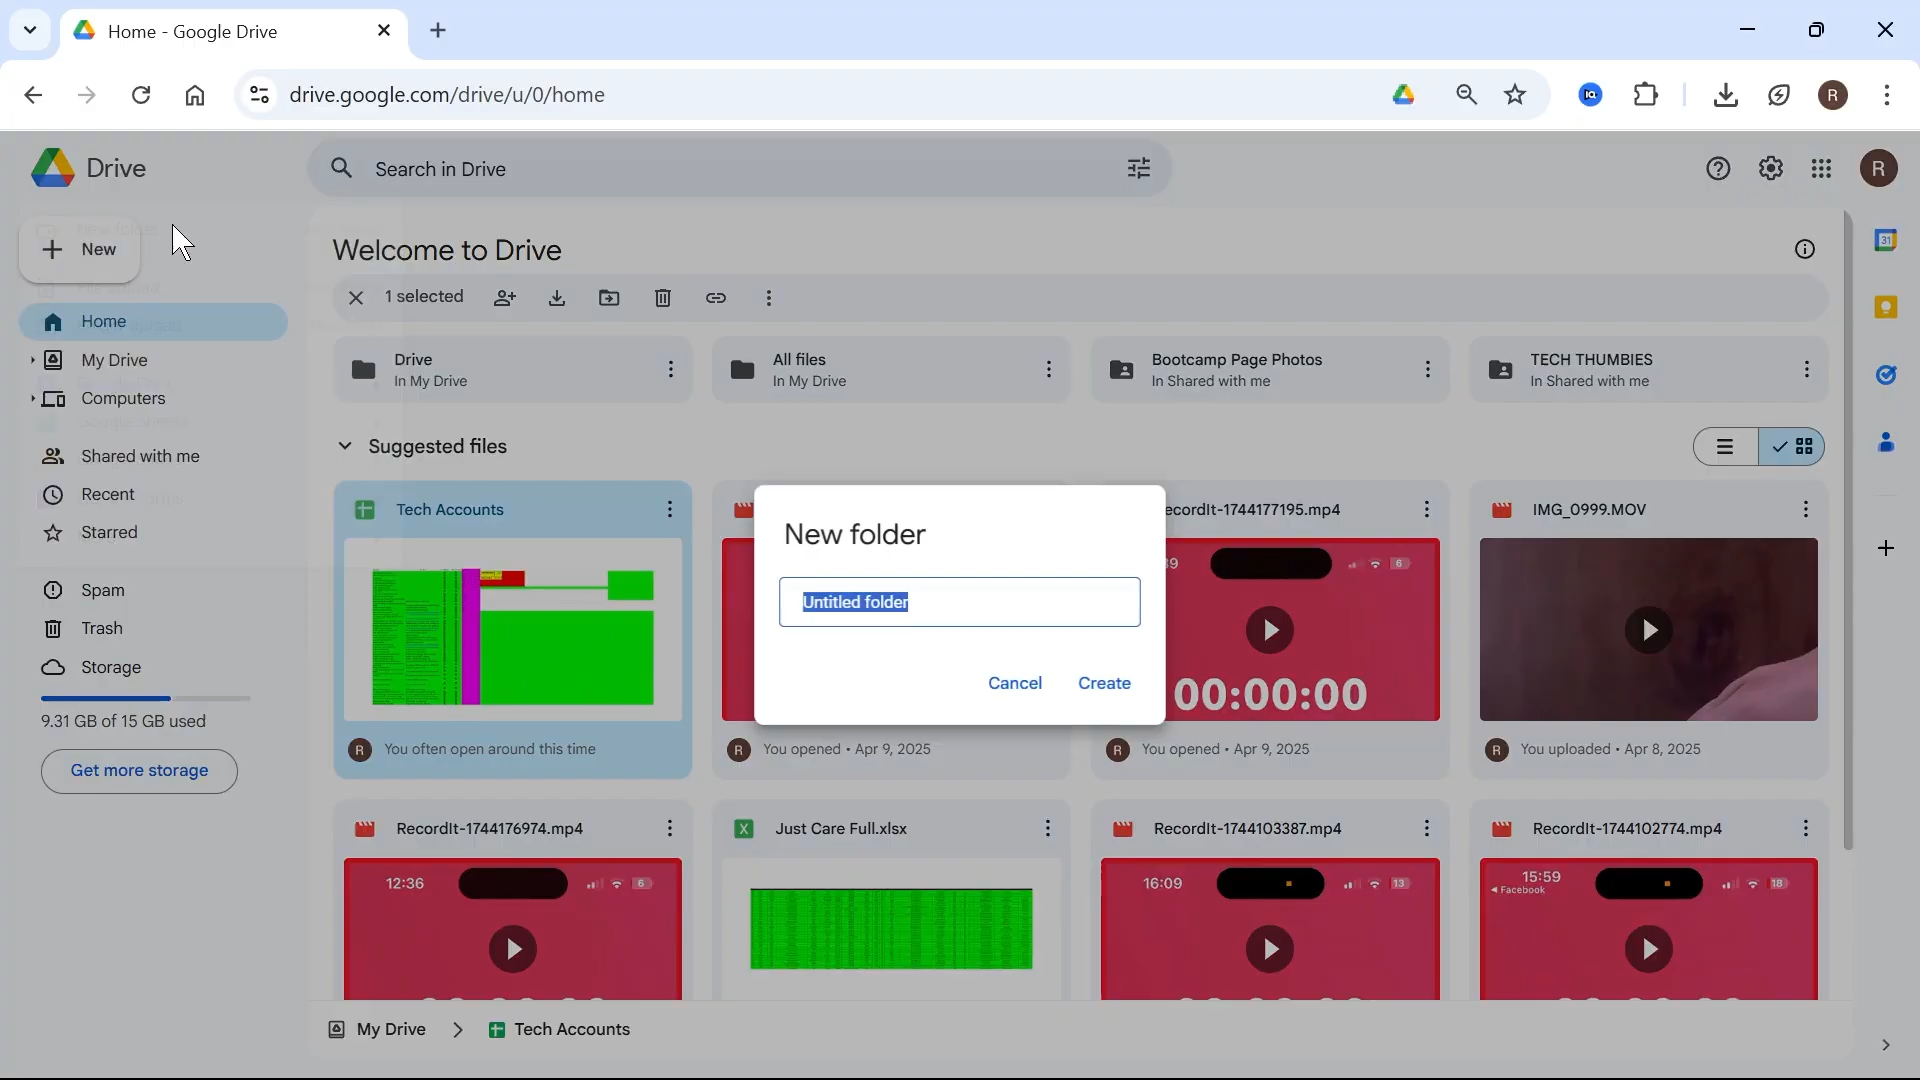 Home - Google Drive
drive.google.com/drive/u/0/home
R
Drive
Search in Drive
R
New
Welcome to Drive
31
1 selected
Home
My Drive
Computers
Shared with me
Recent
Starred
Spam
Trash
Storage
9.31 GB of 15 GB used
Get more storage
Drive
In My Drive
All files
In My Drive
Bootcamp Page Photos
In Shared with me
TECH THUMBIES
In Shared with me
Suggested files
Tech Accounts
ecordIt-1744177195.mp4
IMG_0999.MOV
New folder
Untitled folder
Cancel
Create
39
6
00:00:00
R You often open around this time
R You opened • Apr 9, 2025
R You opened • Apr 9, 2025
R You uploaded • Apr 8, 2025
RecordIt-1744176974.mp4
Just Care Full.xlsx
RecordIt-1744103387.mp4
RecordIt-1744102774.mp4
12:36
6
16:09
13
15:59
Facebook
18
My Drive
Tech Accounts